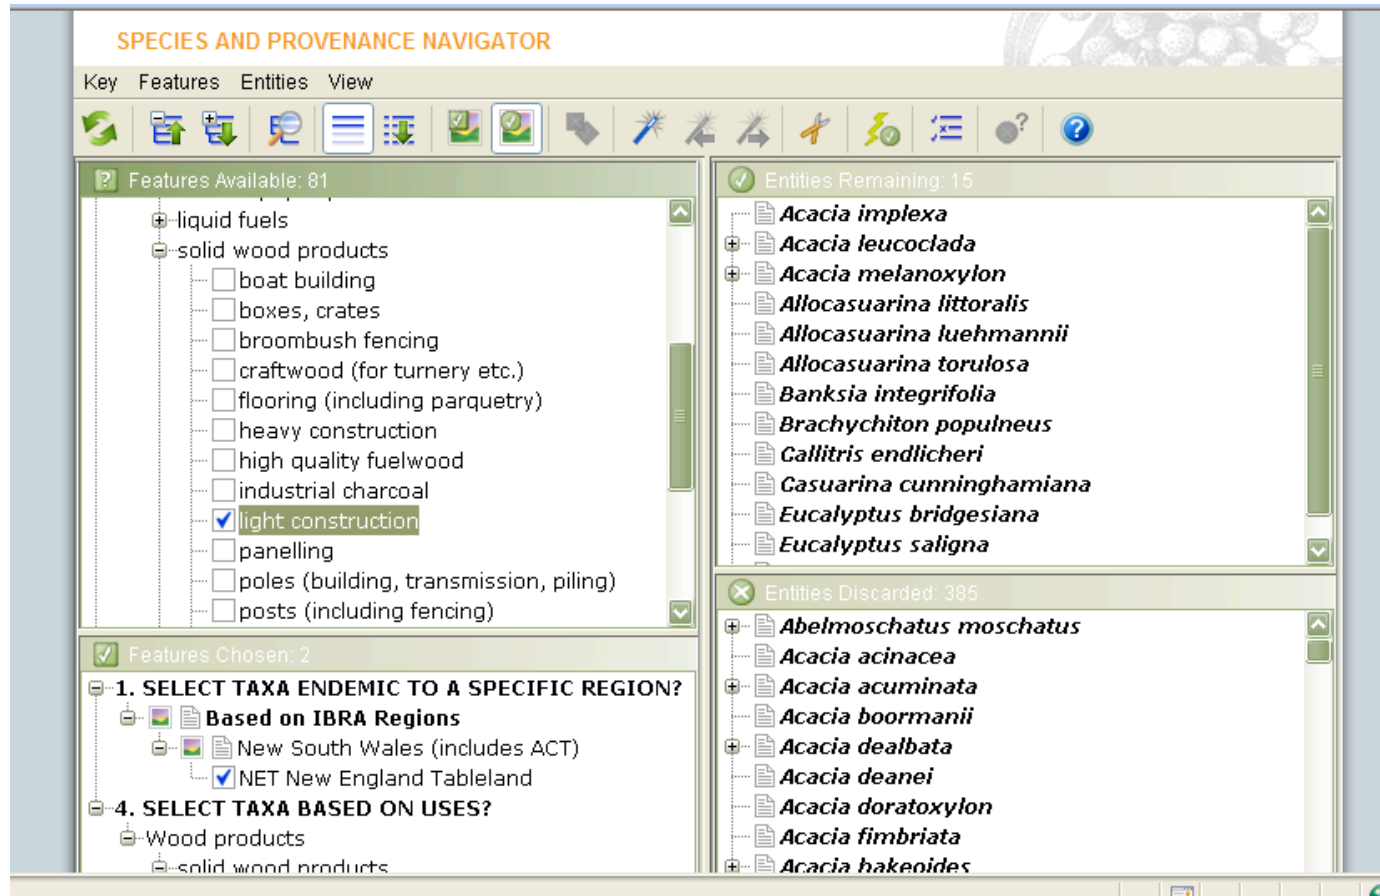 SPECIES AND PROVENANCE NAVIGATOR
Key Features Entities View
Features Available: 81
liquid fuels
solid wood products
boat building
boxes, crates
broombush fencing
craftwood (for turnery etc.)
flooring (including parquetry)
heavy construction
high quality fuelwood
industrial charcoal
light construction
panelling
poles (building, transmission, piling)
posts (including fencing)
Features Chosen: 2
1. SELECT TAXA ENDEMIC TO A SPECIFIC REGION?
Based on IBRA Regions
New South Wales (includes ACT)
NET New England Tableland
4. SELECT TAXA BASED ON USES?
Wood products
solid wood products
Entities Remaining: 15
Acacia implexa
Acacia leucoclada
Acacia melanoxylon
Allocasuarina littoralis
Allocasuarina luehmannii
Allocasuarina torulosa
Banksia integrifolia
Brachychiton populneus
Callitris endlicheri
Casuarina cunninghamiana
Eucalyptus bridgesiana
Eucalyptus saligna
Entities Discarded: 385
Abelmoschatus moschatus
Acacia acinacea
Acacia acuminata
Acacia boormanii
Acacia dealbata
Acacia deanei
Acacia doratoxylon
Acacia fimbriata
Acacia hakeoides